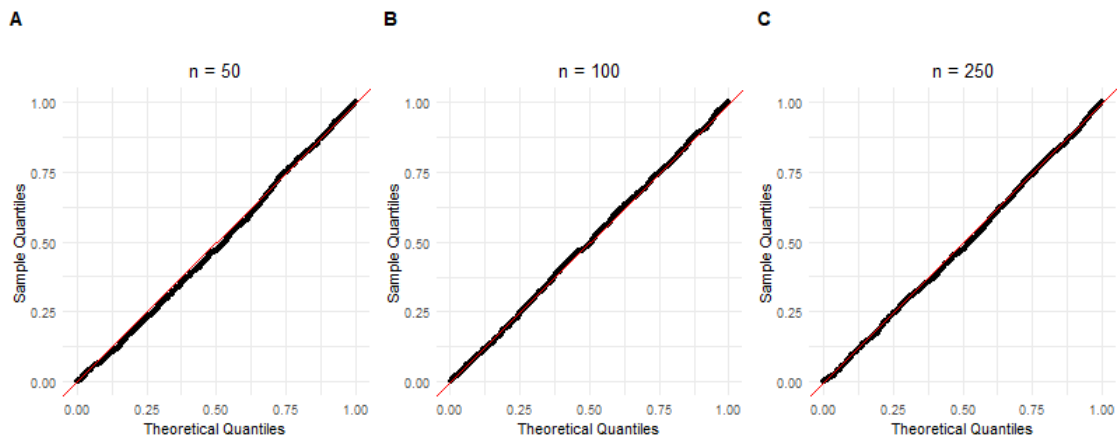 A
n = 50
1.00
0.75
0.50
0.25
0.00
Sample Quantiles
0.00 0.25 0.50 0.75 1.00
Theoretical Quantiles
B
n = 100
1.00
0.75
0.50
0.25
0.00
Sample Quantiles
0.00 0.25 0.50 0.75 1.00
Theoretical Quantiles
C
n = 250
1.00
0.75
0.50
0.25
0.00
Sample Quantiles
0.00 0.25 0.50 0.75 1.00
Theoretical Quantiles